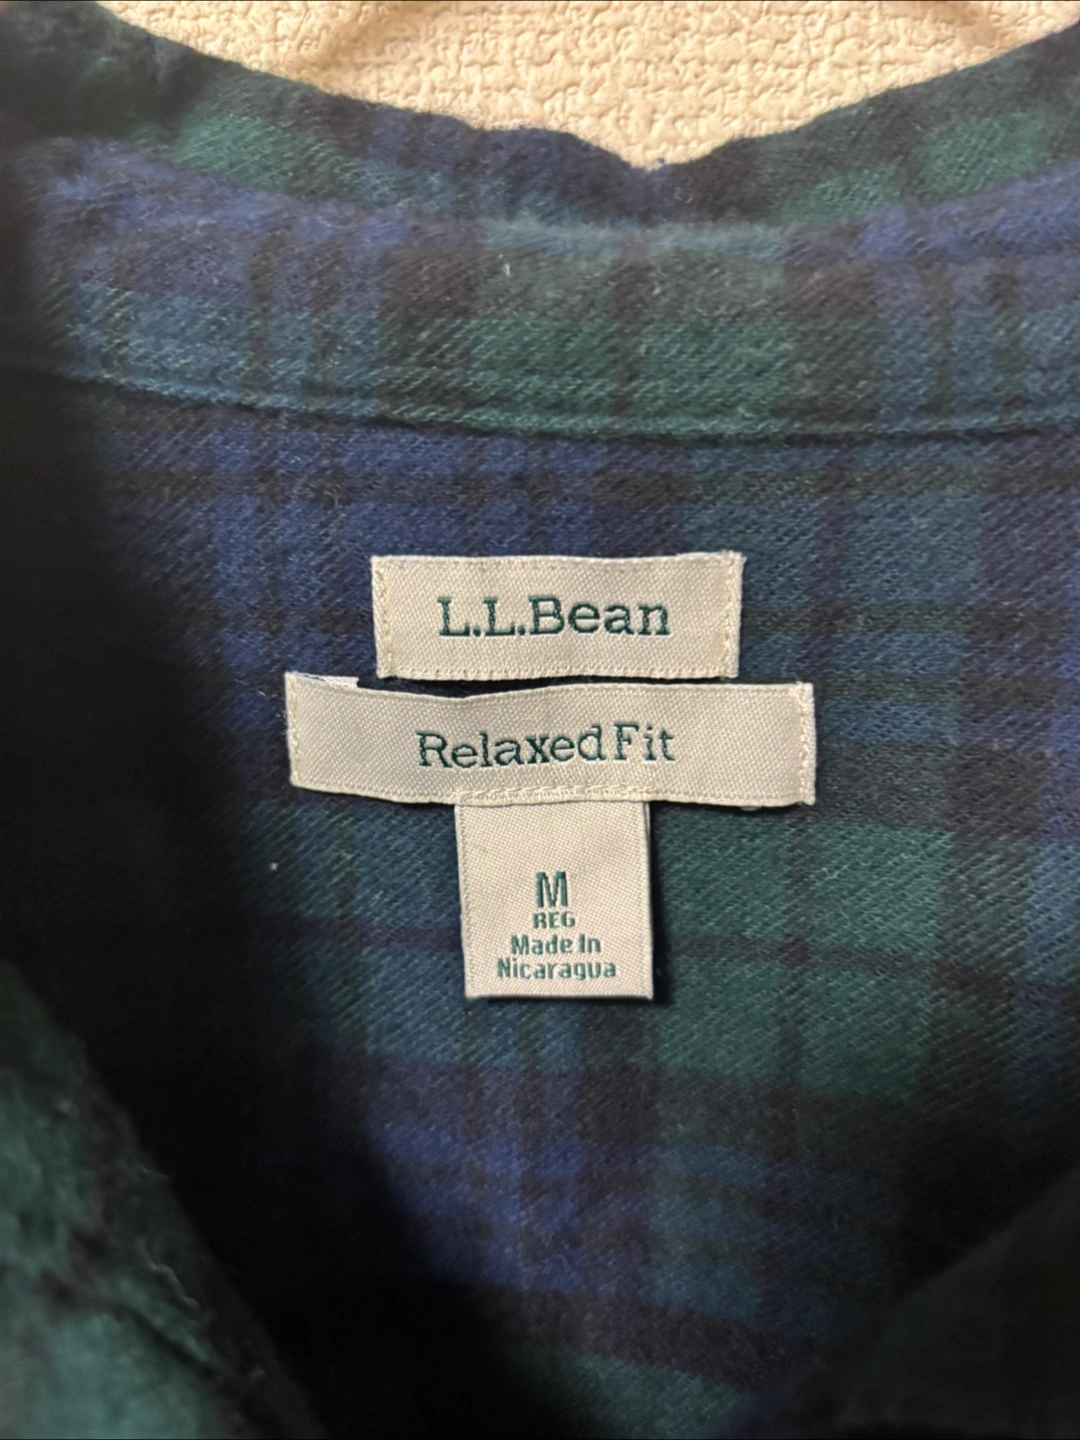 L.L.Bean
Relaxed Fit
M
REG
Made In
Nicaragua